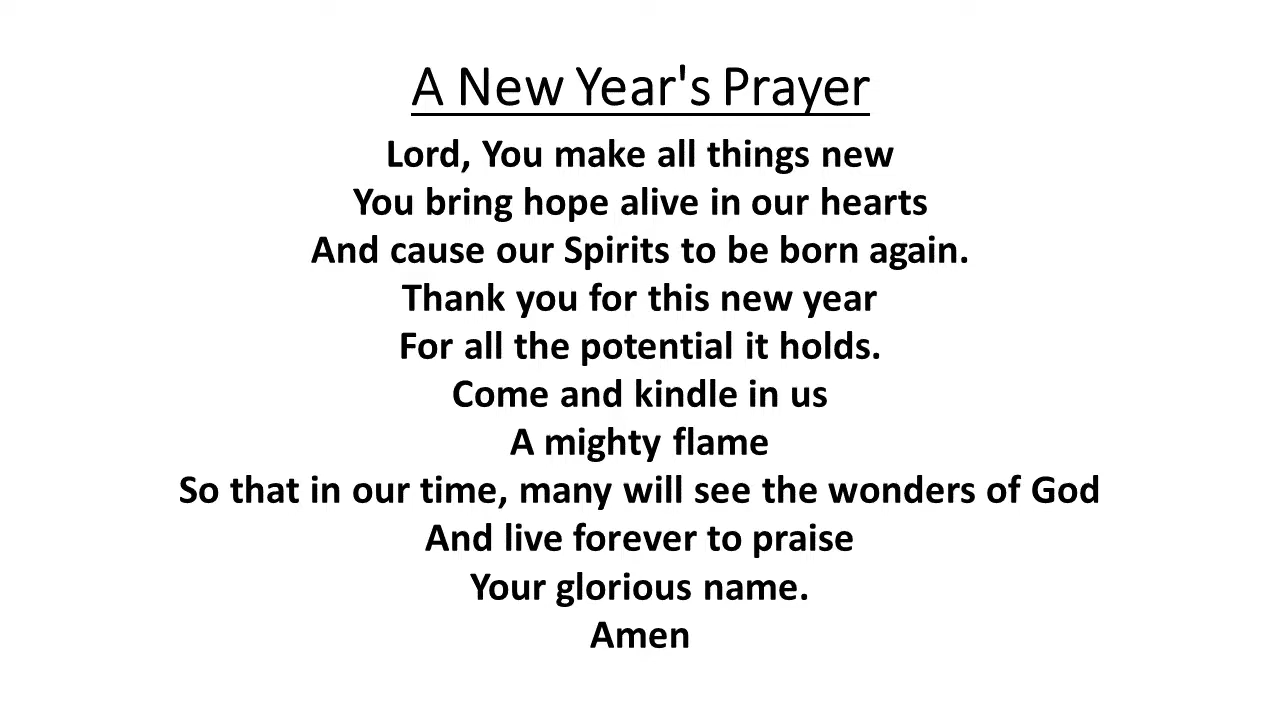 A New Year's Prayer
Lord, You make all things new
You bring hope alive in our hearts
And cause our Spirits to be born again.
Thank you for this new year
For all the potential it holds.
Come and kindle in us
A mighty flame
So that in our time, many will see the wonders of God
And live forever to praise
Your glorious name.
Amen